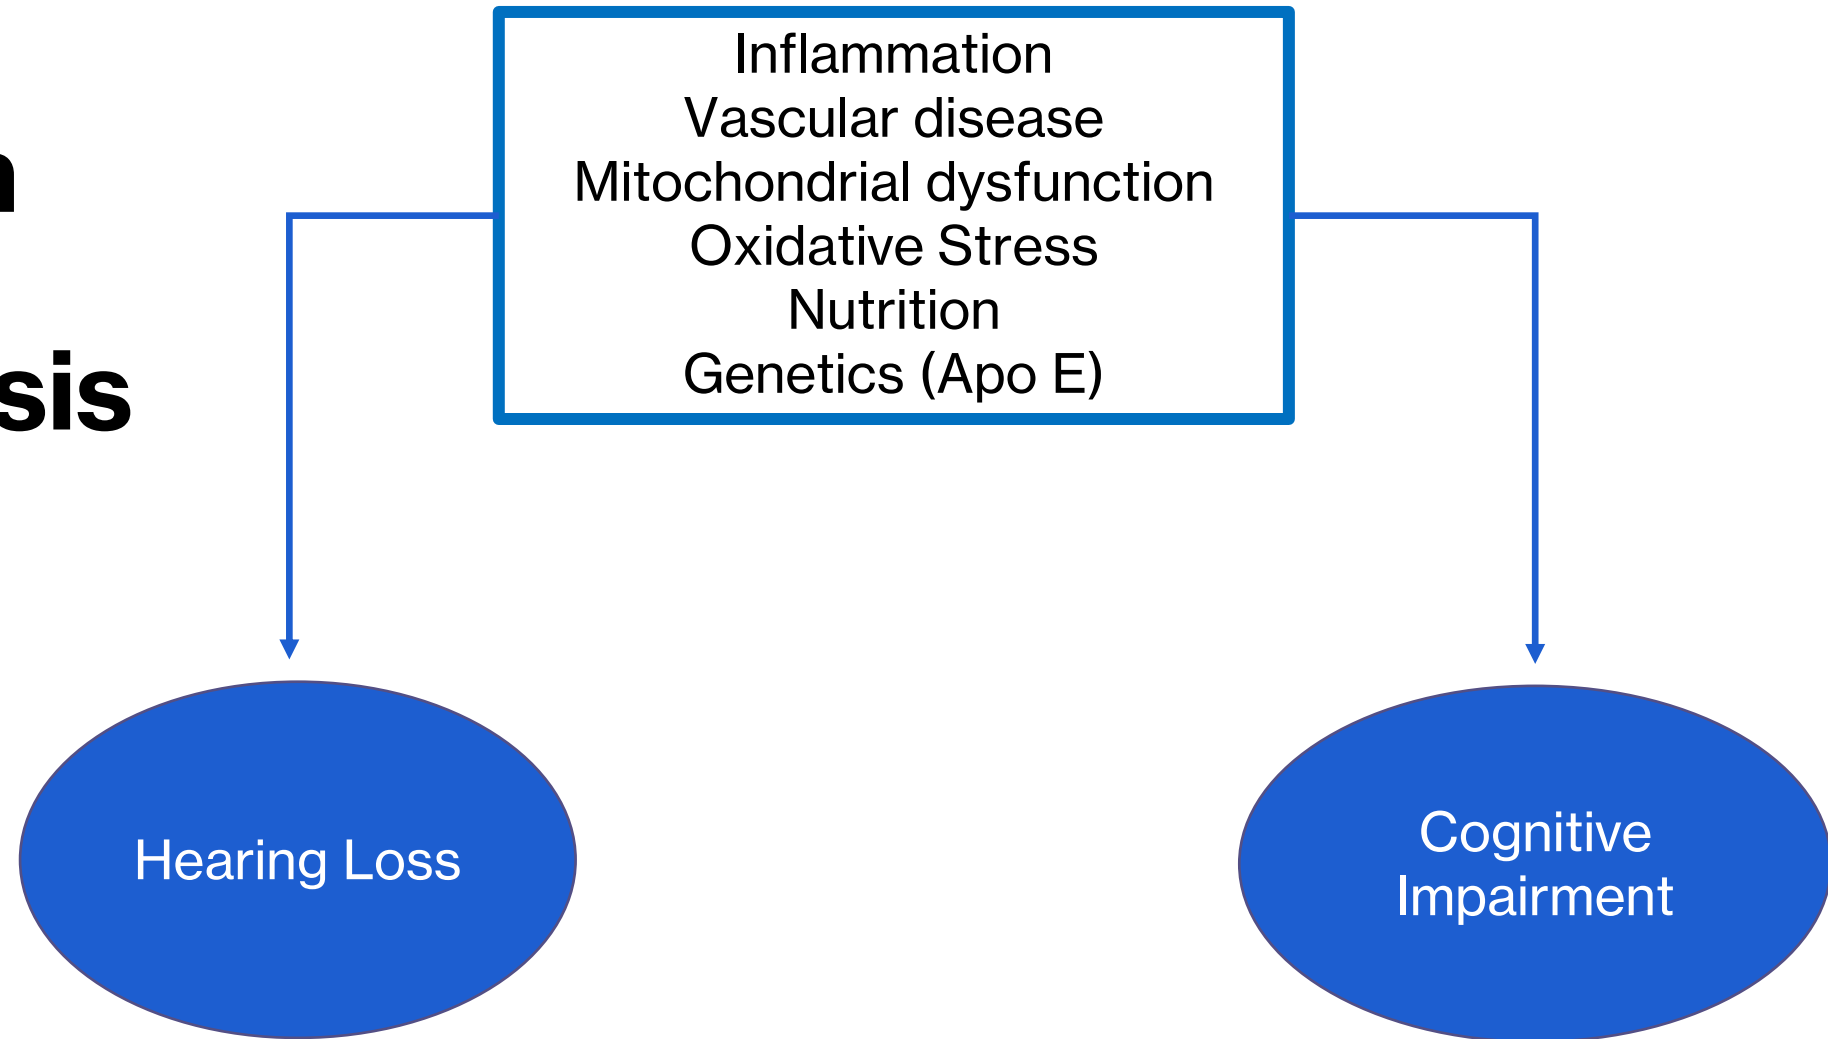 Inflammation
Vascular disease
Mitochondrial dysfunction
Oxidative Stress
Nutrition
Genetics (Apo E)
Hearing Loss
Cognitive
Impairment